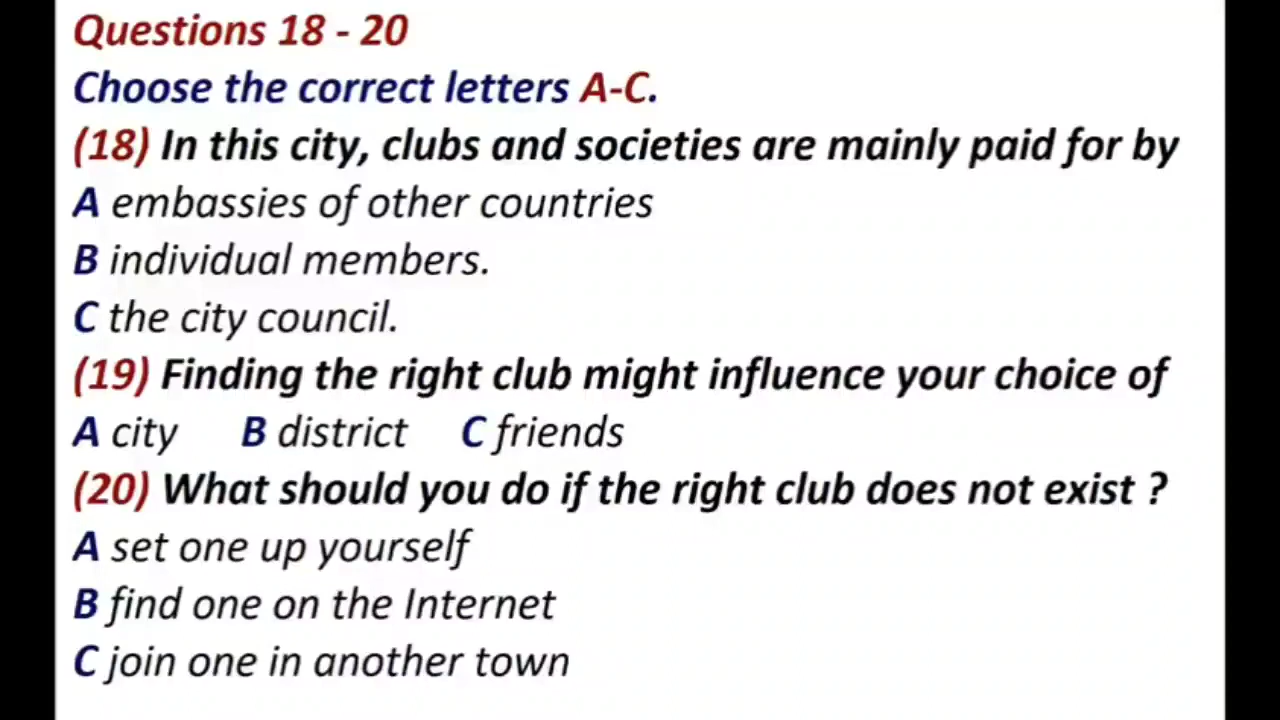 Questions 18 - 20
Choose the correct letters A-C.
(18) In this city, clubs and societies are mainly paid for by
A embassies of other countries
B individual members.
C the city council.
(19) Finding the right club might influence your choice of
A city B district C friends
(20) What should you do if the right club does not exist ?
A set one up yourself
B find one on the Internet
C join one in another town